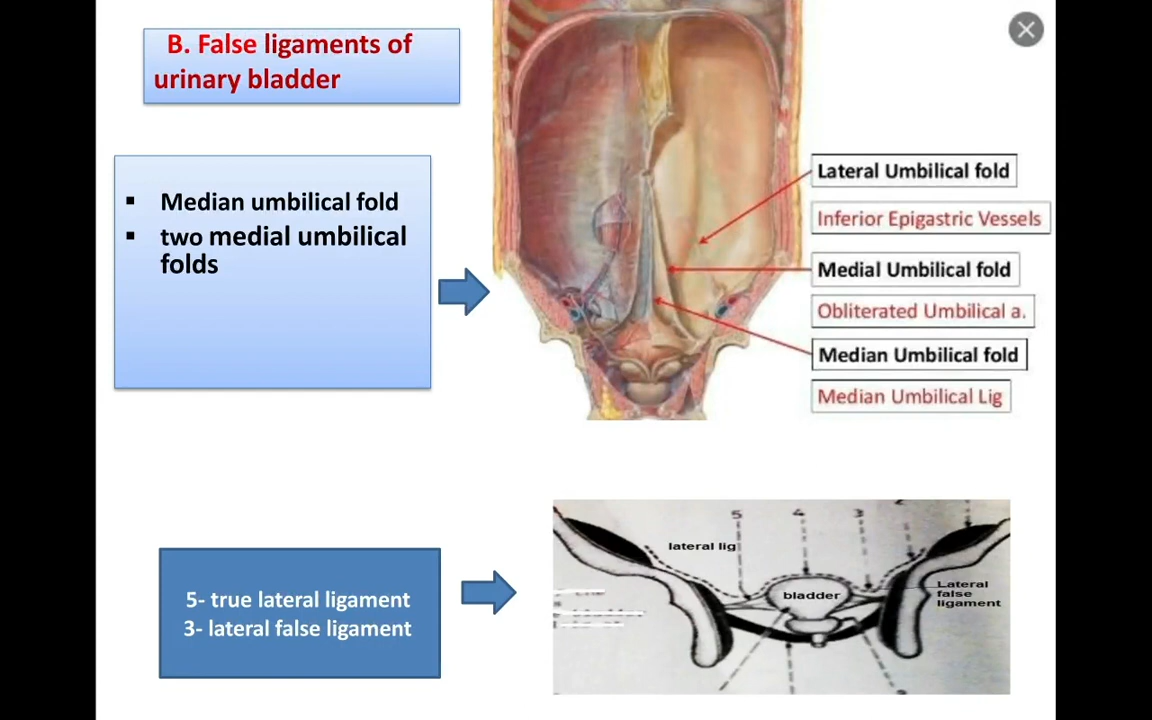 B. False ligaments of
urinary bladder
▪ Median umbilical fold
▪ two medial umbilical
folds
Lateral Umbilical fold
Inferior Epigastric Vessels
Medial Umbilical fold
Obliterated Umbilical a.
Median Umbilical fold
Median Umbilical Lig
5- true lateral ligament
3- lateral false ligament
5 4 3
lateral lig
bladder
Lateral
false
ligament